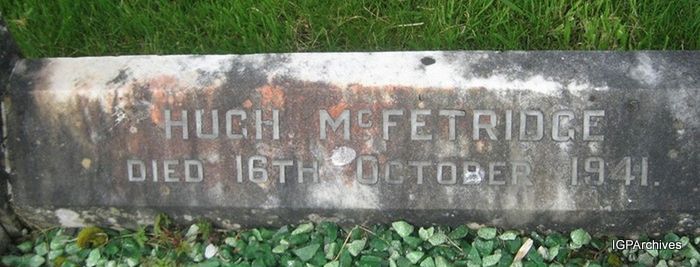 HUGH McFETRIDGE
DIED 16TH OCTOBER 1941.
IGPArchives